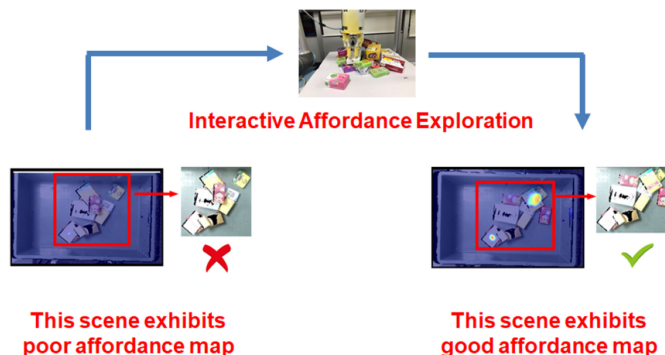 Interactive Affordance Exploration
This scene exhibits
poor affordance map
This scene exhibits
good affordance map